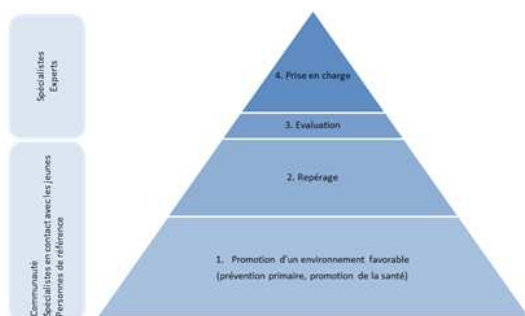 Spécialistes
Experts
Communauté
Spécialistes en contact avec les jeunes
Personnes de référence
4. Prise en charge
3. Evaluation
2. Repérage
1. Promotion d'un environnement favorable
(prévention primaire, promotion de la santé)